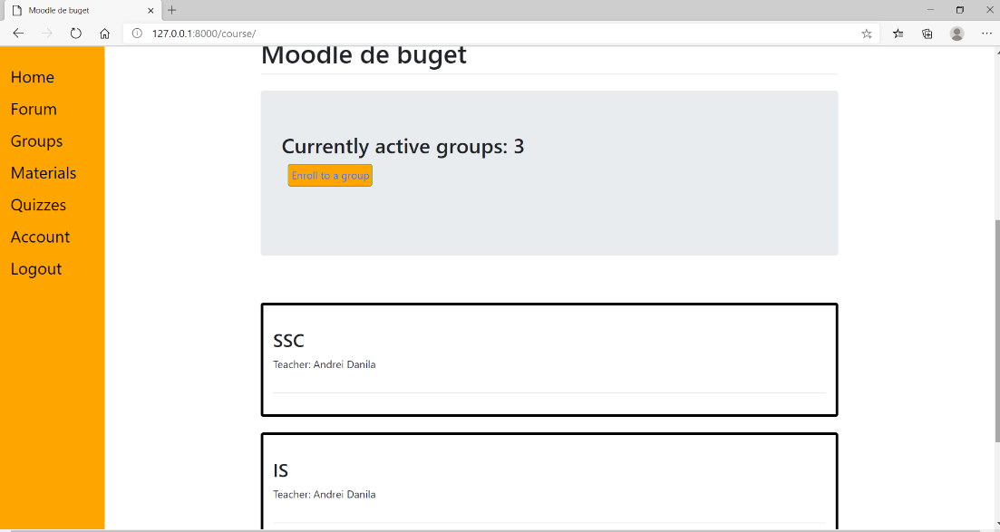 Moodle de buget
127.0.0.1:8000/course/
Home
Forum
Groups
Materials
Quizzes
Account
Logout
Moodle de buget
Currently active groups: 3
Enroll to a group
SSC
Teacher: Andrei Danila
IS
Teacher: Andrei Danila